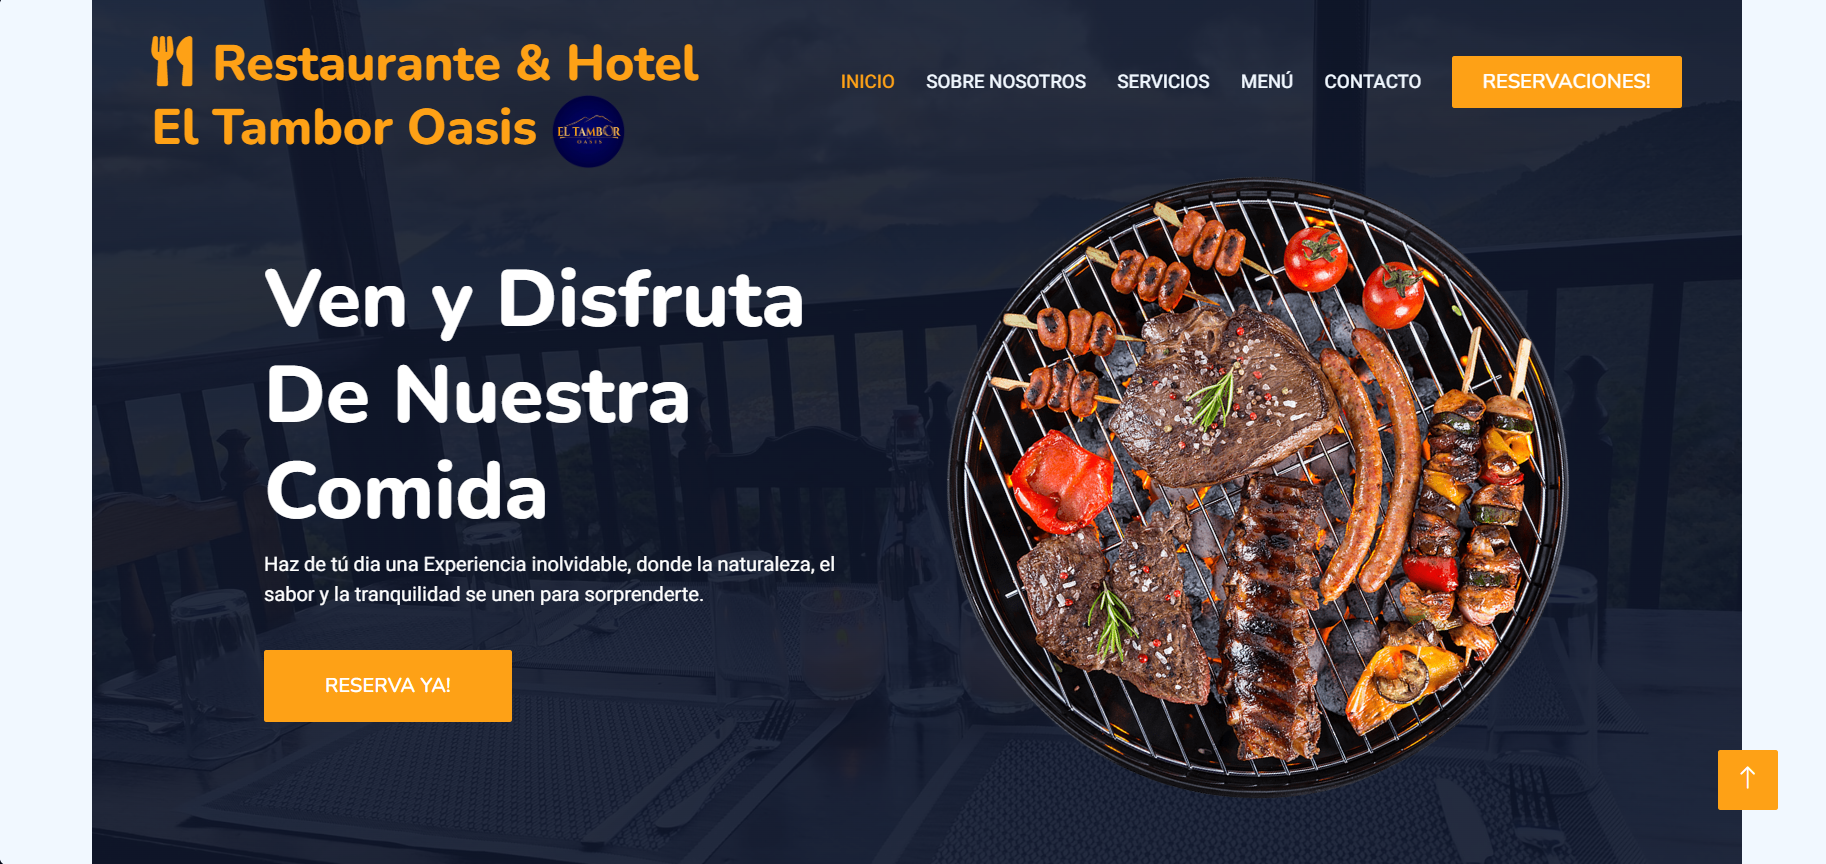 Restaurante & Hotel
El Tambor Oasis
EL TAMBOR
OASIS
INICIO
SOBRE NOSOTROS
SERVICIOS
MENÚ
CONTACTO
RESERVACIONES!
Ven y Disfruta
De Nuestra
Comida
Haz de tú dia una Experiencia inolvidable, donde la naturaleza, el
sabor y la tranquilidad se unen para sorprenderte.
RESERVA YA!